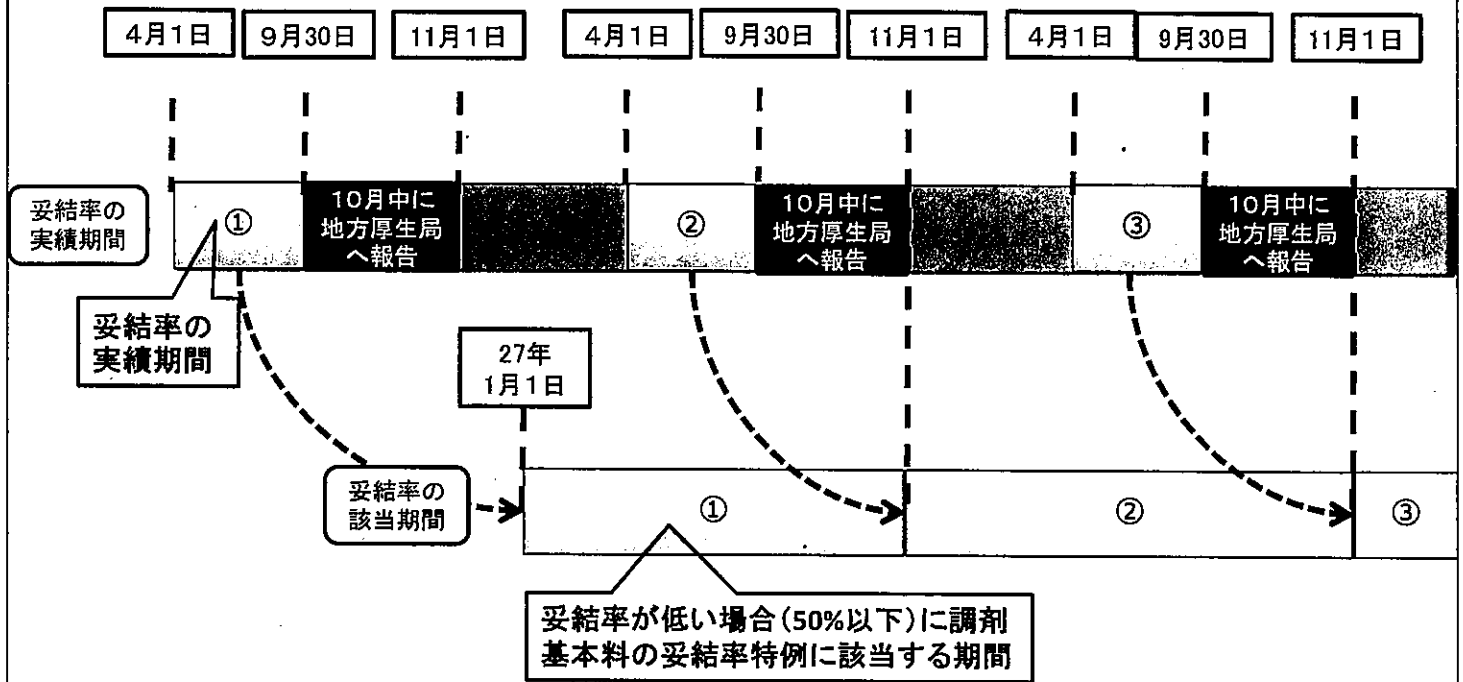 4月1日
9月30日
11月1日
4月1日
9月30日
11月1日
4月1日
9月30日
11月1日
妥結率の
実績期間
①
10月中に
地方厚生局
へ報告
②
10月中に
地方厚生局
へ報告
③
10月中に
地方厚生局
へ報告
妥結率の
実績期間
27年
1月1日
妥結率の
該当期間
①
②
③
妥結率が低い場合(50%以下)に調剤
基本料の妥結率特例に該当する期間